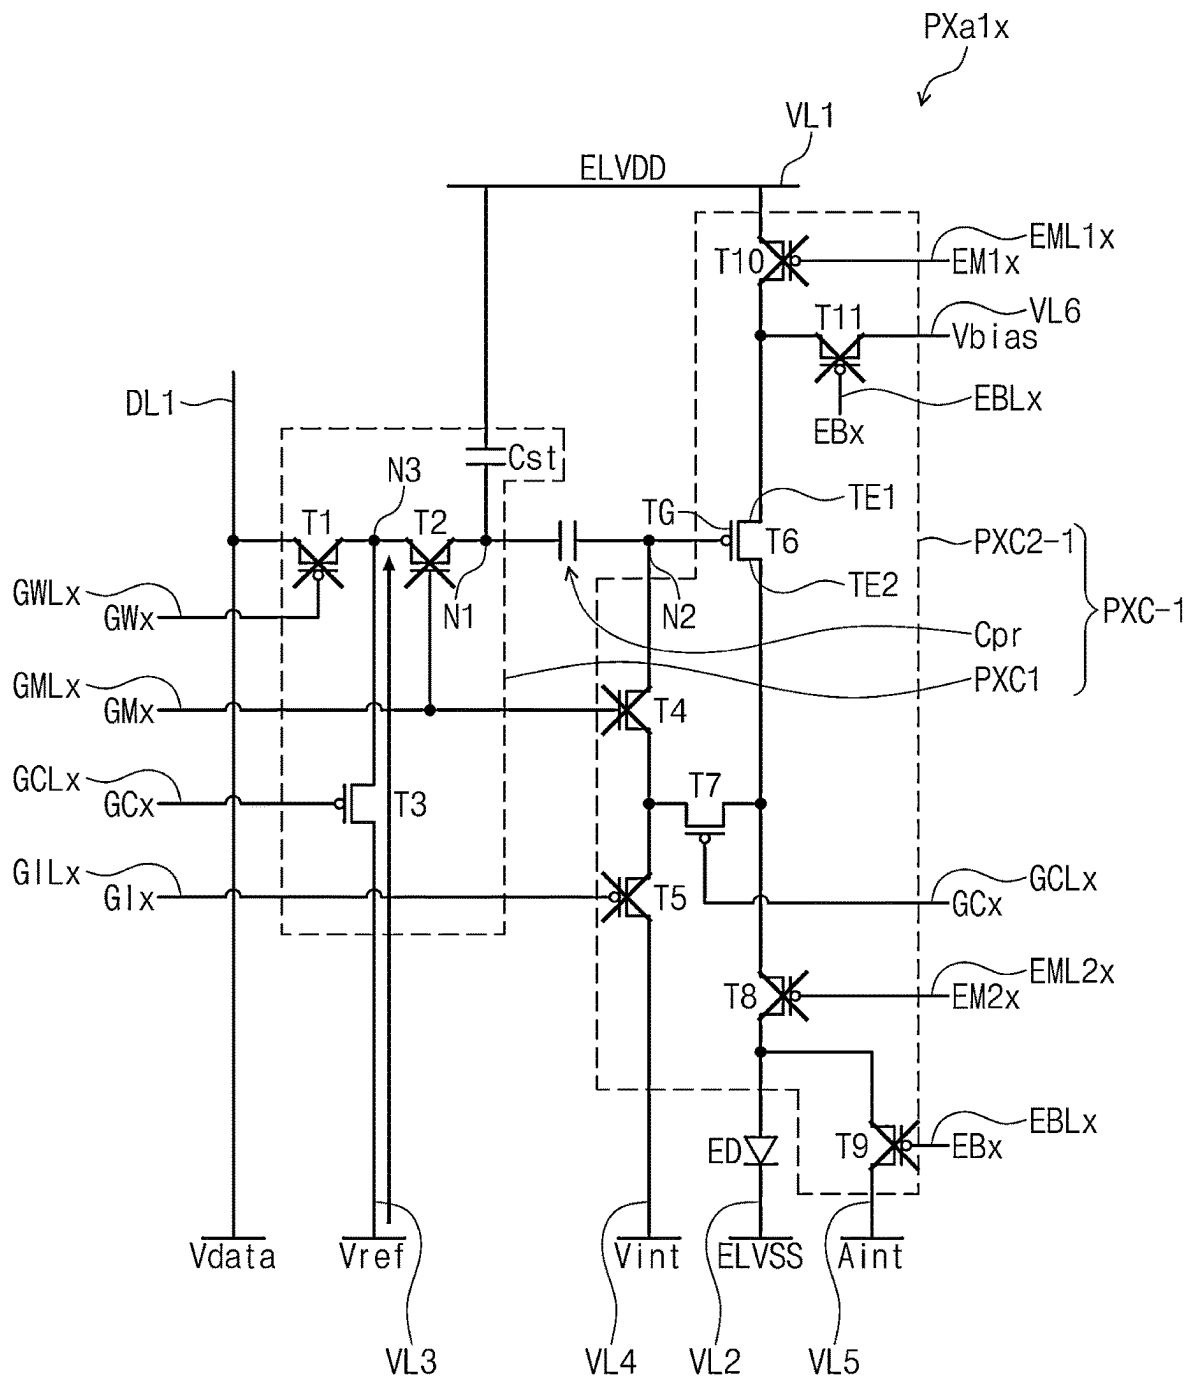 PXa1x
VL1
ELVDD
EML1x
T10
EM1x
T11
VL6
Vbias
DL1
EBLx
EBx
Cst
N3
TE1
TG
T1
T2
T6
PXC2-1
TE2
GWLx
GWx
N1
N2
PXC-1
Cpr
GMLx
PXC1
GMx
T4
GCLx
T7
GCx
T3
GILx
GIx
T5
GCLx
GCx
EML2x
T8
EM2x
EBLx
ED
T9
EBx
Vdata
Vref
Vint
ELVSS
Aint
VL3
VL4
VL2
VL5